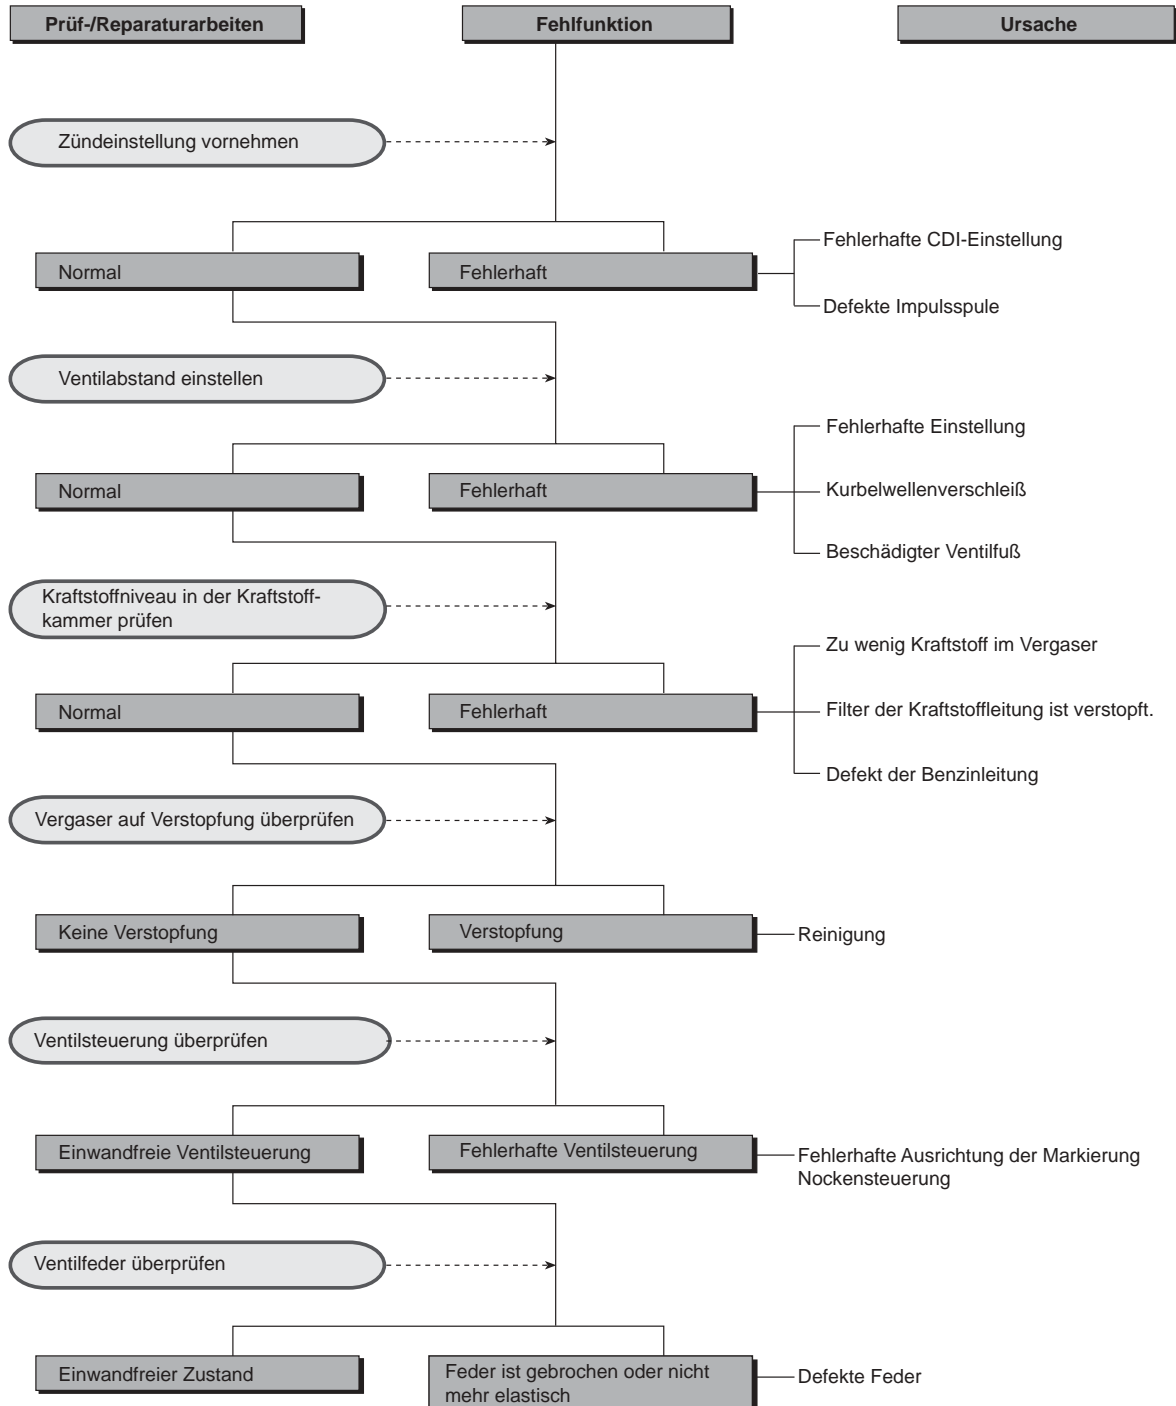 Prüf-/Reparaturarbeiten
Fehlfunktion
Ursache
Zündeinstellung vornehmen
Normal
Fehlerhaft
Fehlerhafte CDI-Einstellung
Defekte Impulsspule
Ventilabstand einstellen
Normal
Fehlerhaft
Fehlerhafte Einstellung
Kurbelwellenverschleiß
Beschädigter Ventilfuß
Kraftstoffniveau in der Kraftstoff-
kammer prüfen
Normal
Fehlerhaft
Zu wenig Kraftstoff im Vergaser
Filter der Kraftstoffleitung ist verstopft.
Defekt der Benzinleitung
Vergaser auf Verstopfung überprüfen
Keine Verstopfung
Verstopfung
Reinigung
Ventilsteuerung überprüfen
Einwandfreie Ventilsteuerung
Fehlerhafte Ventilsteuerung
Fehlerhafte Ausrichtung der Markierung
Nockensteuerung
Ventilfeder überprüfen
Einwandfreier Zustand
Feder ist gebrochen oder nicht
mehr elastisch
Defekte Feder